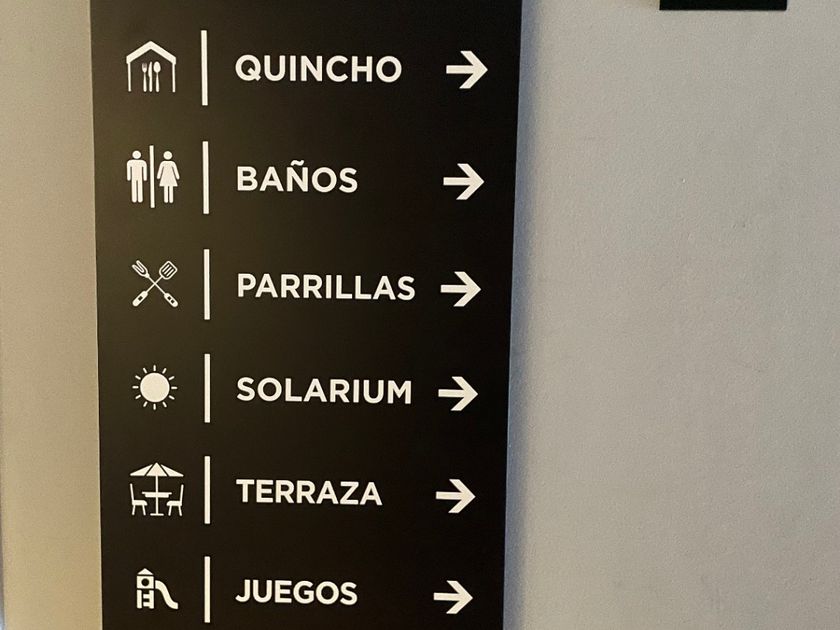 QUINCHO
BAÑOS
PARRILLAS
SOLARIUM
TERRAZA
JUEGOS